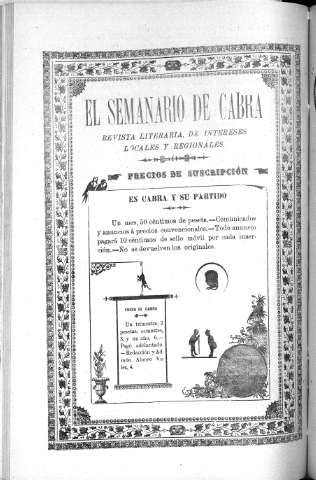 EL SEMANARIO DE CABRA
REVISTA LITERARIA, DE INTERESES
LOCALES Y REGIONALES.
PRECIOS DE SUSCRIPCIÓN
EN CABRA Y SU PARTIDO
Un mes, 50 céntimos de peseta.—Comunicados
y anuncios á precios convencionales.—Todo anuncio
pagará 10 céntimos de sello móvil por cada inser-
ción.—No se devuelven los originales.
FUERA DE CABRA
Un trimestre, 2
pesetas; semestre,
3, y un año, 6.—
Pago adelantado
—Redacción y Ad
les, 4.